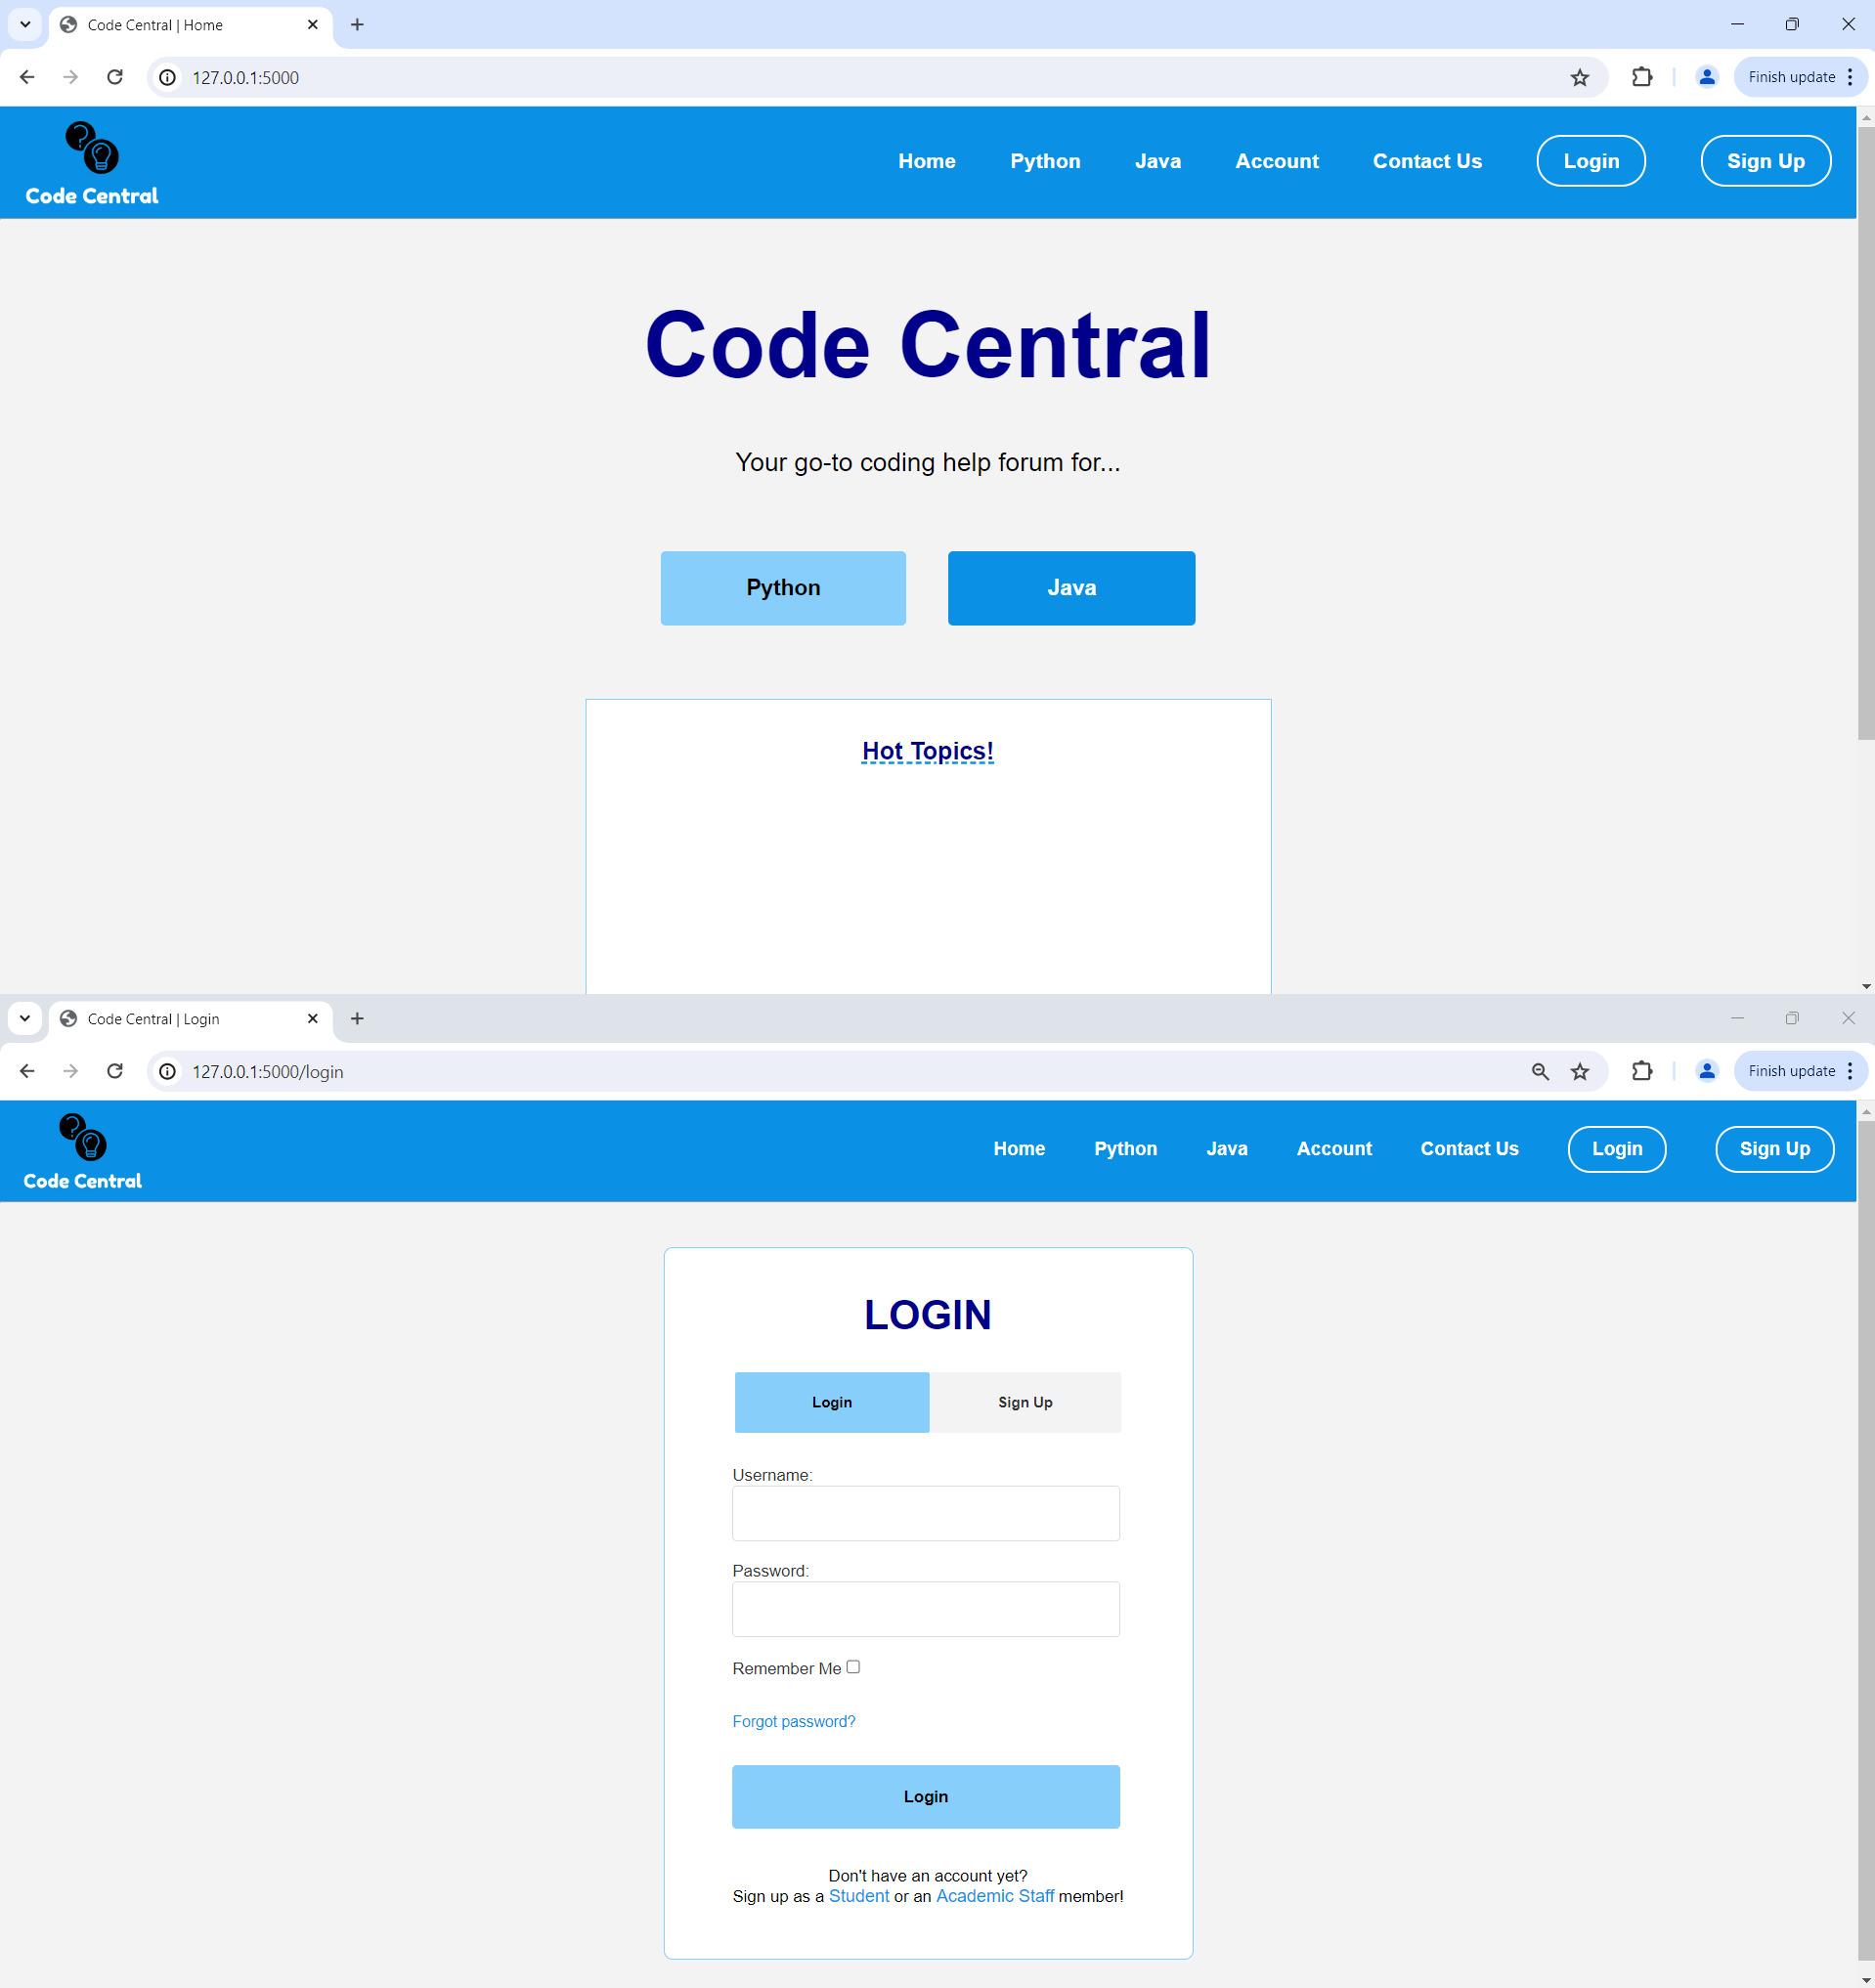 Code Central | Home
127.0.0.1:5000
Finish update
Code Central
Home Python Java Account Contact Us Login Sign Up
Code Central
Your go-to coding help forum for...
Python Java
Hot Topics!
Code Central | Login
127.0.0.1:5000/login
Finish update
Code Central
Home Python Java Account Contact Us Login Sign Up
LOGIN
Login Sign Up
Username:
Password:
Remember Me
Forgot password?
Login
Don't have an account yet?
Sign up as a Student or an Academic Staff member!